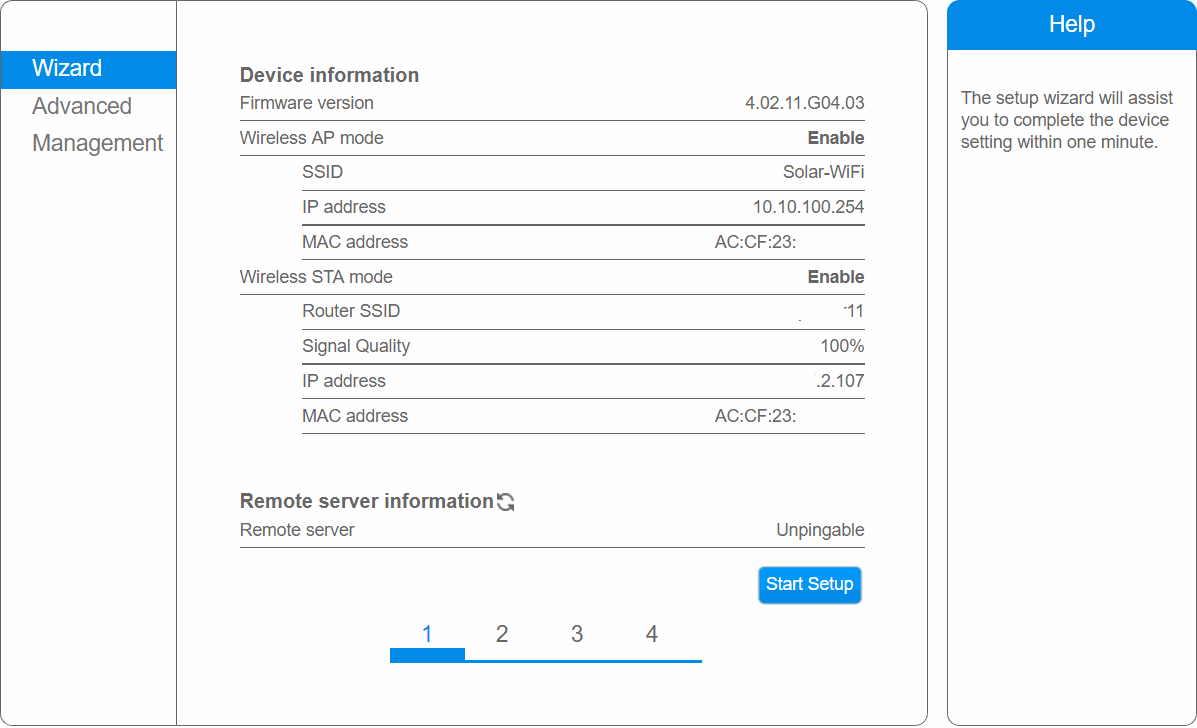 Wizard
Advanced
Management
Device information
Firmware version 4.02.11.G04.03
Wireless AP mode Enable
SSID Solar-WiFi
IP address 10.10.100.254
MAC address AC:CF:23:
Wireless STA mode Enable
Router SSID 11
Signal Quality 100%
IP address .2.107
MAC address AC:CF:23:
Remote server information
Remote server Unpingable
Start Setup
1 2 3 4
Help
The setup wizard will assist
you to complete the device
setting within one minute.